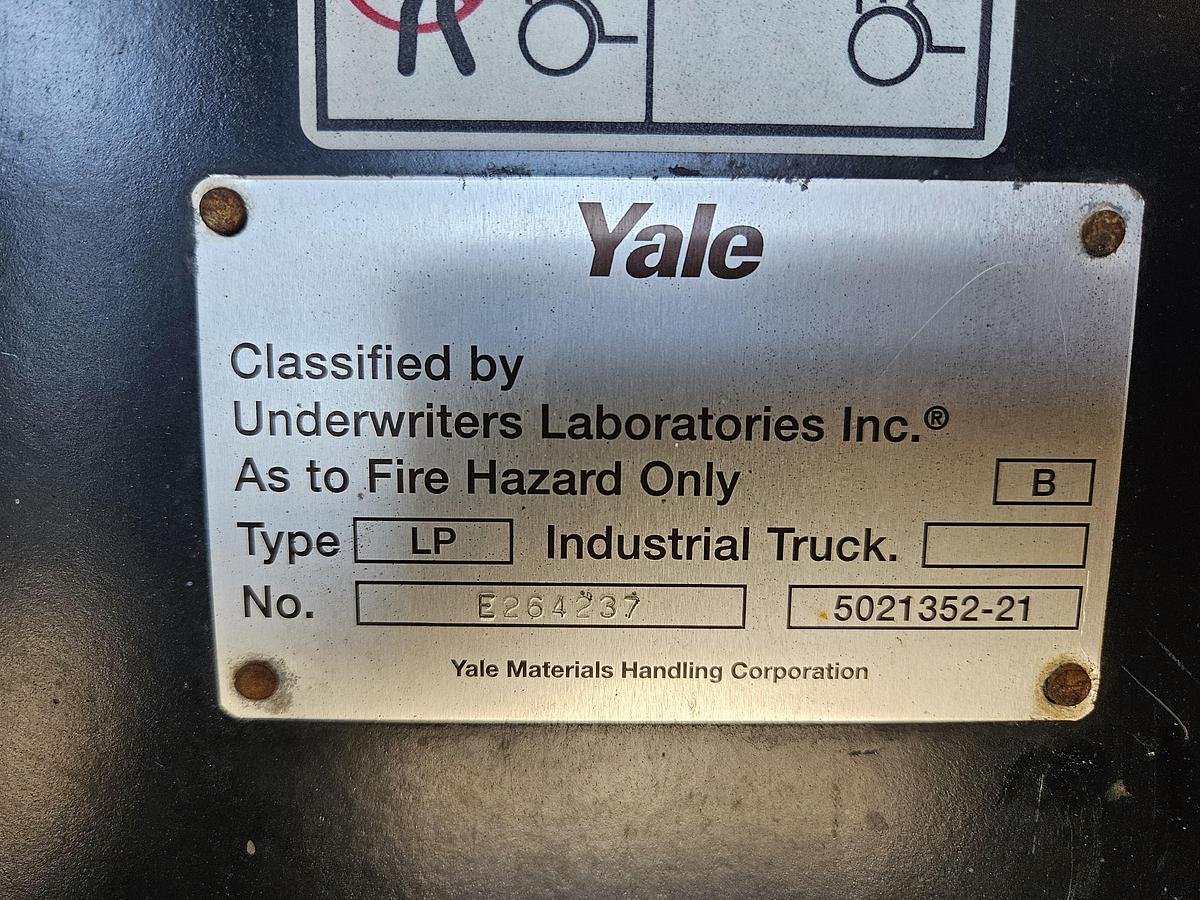 Yale
Classified by
Underwriters Laboratories Inc.®
As to Fire Hazard Only B
Type LP Industrial Truck.
No. E264237 5021352-21
Yale Materials Handling Corporation